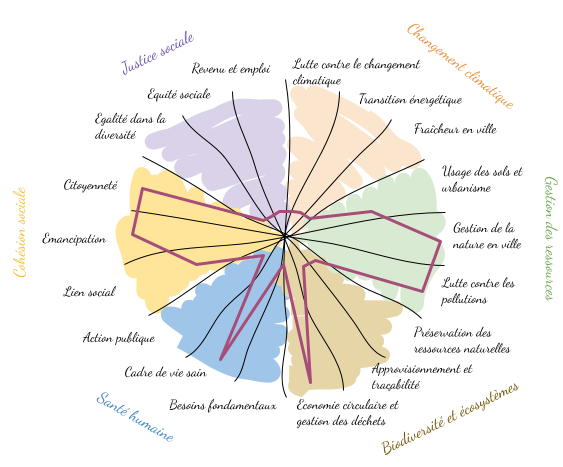 Justice sociale
Changement climatique
Revenu et emploi
Lutte contre le changement
climatique
Equité sociale
Transition énergétique
Egalité dans la
diversité
Fraîcheur en ville
Citoyenneté
Usage des sols et
urbanisme
Cohésion sociale
Gestion des ressources
Emancipation
Gestion de la
nature en ville
Lien social
Lutte contre les
pollutions
Action publique
Préservation des
ressources naturelles
Cadre de vie sain
Approvisionnement et
traçabilité
Santé humaine
Besoins fondamentaux
Economie circulaire et
gestion des déchets
Biodiversité et écosystèmes